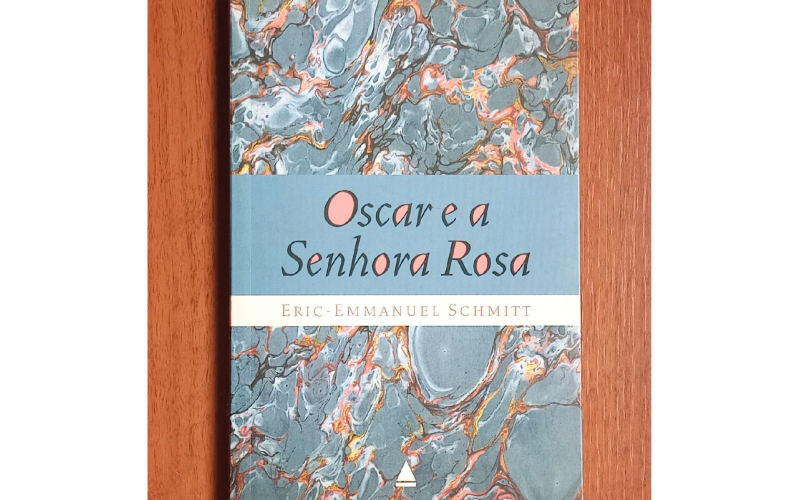 Oscar e a
Senhora Rosa
Eric-Emmanuel Schmitt